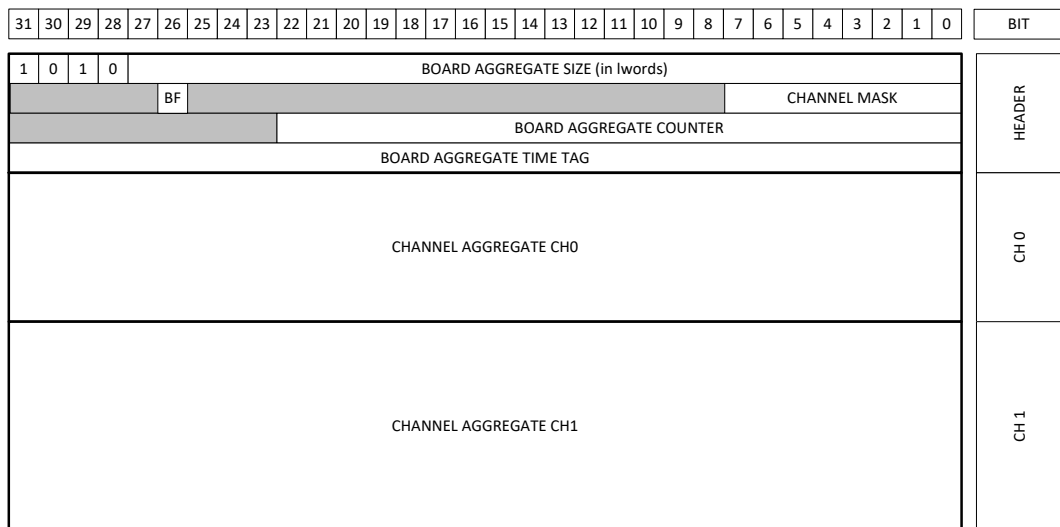 31 30 29 28 27 26 25 24 23 22 21 20 19 18 17 16 15 14 13 12 11 10 9 8 7 6 5 4 3 2 1 0 BIT
1 0 1 0 BOARD AGGREGATE SIZE (in lwords)
BF CHANNEL MASK
BOARD AGGREGATE COUNTER
BOARD AGGREGATE TIME TAG
HEADER
CHANNEL AGGREGATE CH0
CH 0
CHANNEL AGGREGATE CH1
CH 1